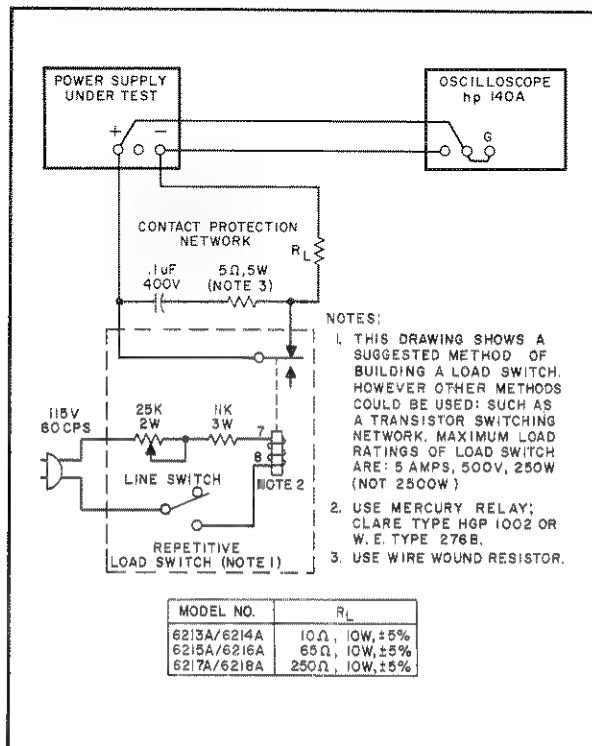 POWER SUPPLY
UNDER TEST
+ −
OSCILLOSCOPE
hp 140A
G
CONTACT PROTECTION
NETWORK
RL
.1uF
400V
5Ω,5W
(NOTE 3)
115V
60CPS
25K
2W
11K
3W
7
8
LINE SWITCH
NOTE 2
REPETITIVE
LOAD SWITCH (NOTE 1)
NOTES:
1. THIS DRAWING SHOWS A
SUGGESTED METHOD OF
BUILDING A LOAD SWITCH.
HOWEVER OTHER METHODS
COULD BE USED: SUCH AS
A TRANSISTOR SWITCHING
NETWORK. MAXIMUM LOAD
RATINGS OF LOAD SWITCH
ARE: 5 AMPS, 500V, 250W
(NOT 2500W)
2. USE MERCURY RELAY;
CLARE TYPE HGP 1002 OR
W.E. TYPE 276B.
3. USE WIRE WOUND RESISTOR.
MODEL NO. RL
6213A/6214A 10Ω, 10W, ±5%
6215A/6216A 65Ω, 10W, ±5%
6217A/6218A 250Ω, 10W, ±5%